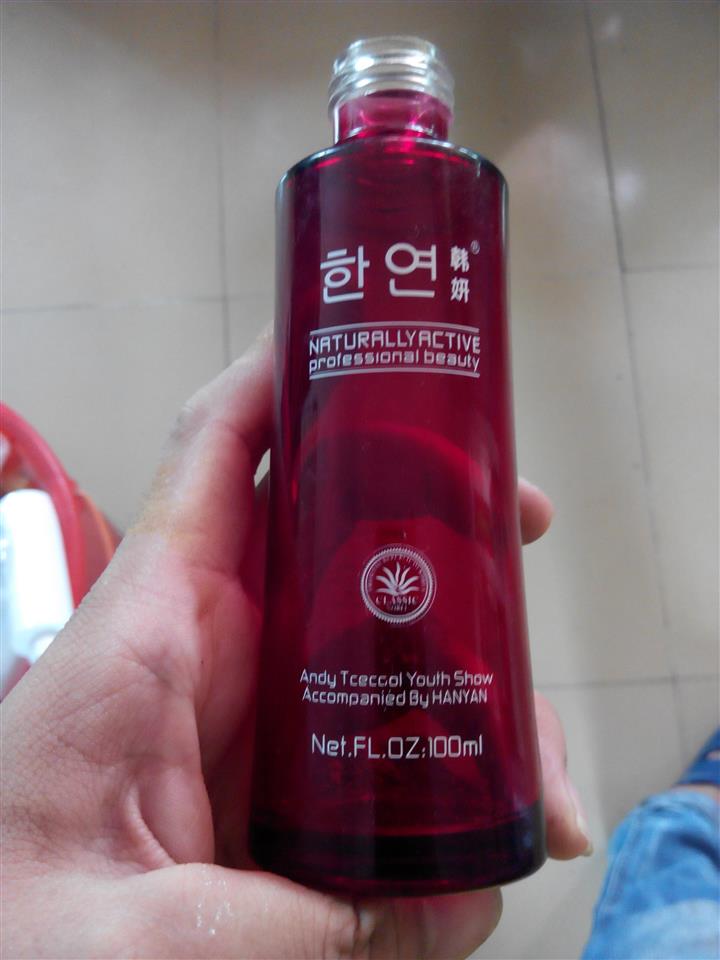 한연 韩妍®
NATURALLYACTIVE
professional beauty
CLASSIC
Andy Tceccol Youth Show
Accompanied By HANYAN
Net.FL.OZ:100ml